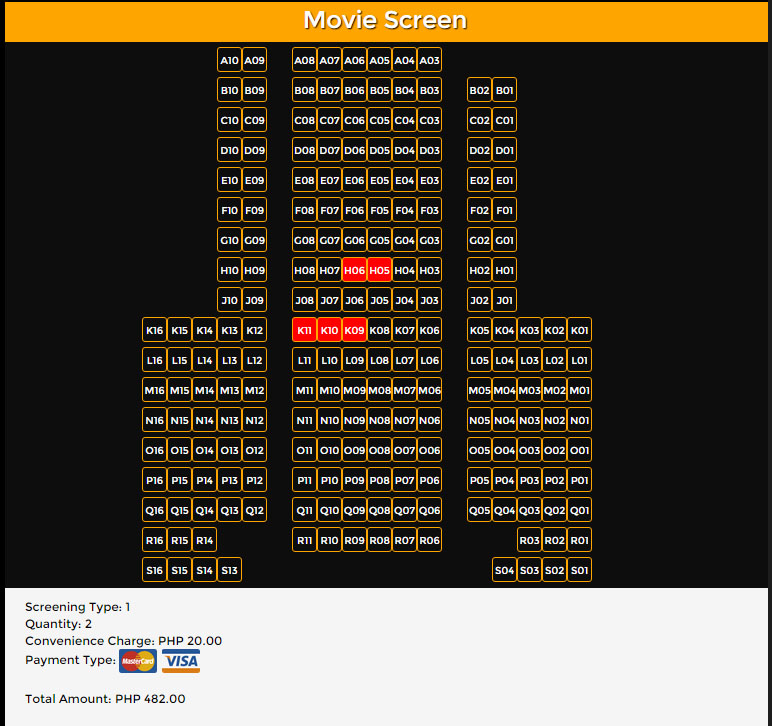 Movie Screen
A10 A09 A08 A07 A06 A05 A04 A03
B10 B09 B08 B07 B06 B05 B04 B03 B02 B01
C10 C09 C08 C07 C06 C05 C04 C03 C02 C01
D10 D09 D08 D07 D06 D05 D04 D03 D02 D01
E10 E09 E08 E07 E06 E05 E04 E03 E02 E01
F10 F09 F08 F07 F06 F05 F04 F03 F02 F01
G10 G09 G08 G07 G06 G05 G04 G03 G02 G01
H10 H09 H08 H07 H06 H05 H04 H03 H02 H01
J10 J09 J08 J07 J06 J05 J04 J03 J02 J01
K16 K15 K14 K13 K12 K11 K10 K09 K08 K07 K06 K05 K04 K03 K02 K01
L16 L15 L14 L13 L12 L11 L10 L09 L08 L07 L06 L05 L04 L03 L02 L01
M16 M15 M14 M13 M12 M11 M10 M09 M08 M07 M06 M05 M04 M03 M02 M01
N16 N15 N14 N13 N12 N11 N10 N09 N08 N07 N06 N05 N04 N03 N02 N01
O16 O15 O14 O13 O12 O11 O10 O09 O08 O07 O06 O05 O04 O03 O02 O01
P16 P15 P14 P13 P12 P11 P10 P09 P08 P07 P06 P05 P04 P03 P02 P01
Q16 Q15 Q14 Q13 Q12 Q11 Q10 Q09 Q08 Q07 Q06 Q05 Q04 Q03 Q02 Q01
R16 R15 R14 R11 R10 R09 R08 R07 R06 R03 R02 R01
S16 S15 S14 S13 S04 S03 S02 S01
Screening Type: 1
Quantity: 2
Convenience Charge: PHP 20.00
Payment Type: MasterCard VISA
Total Amount: PHP 482.00